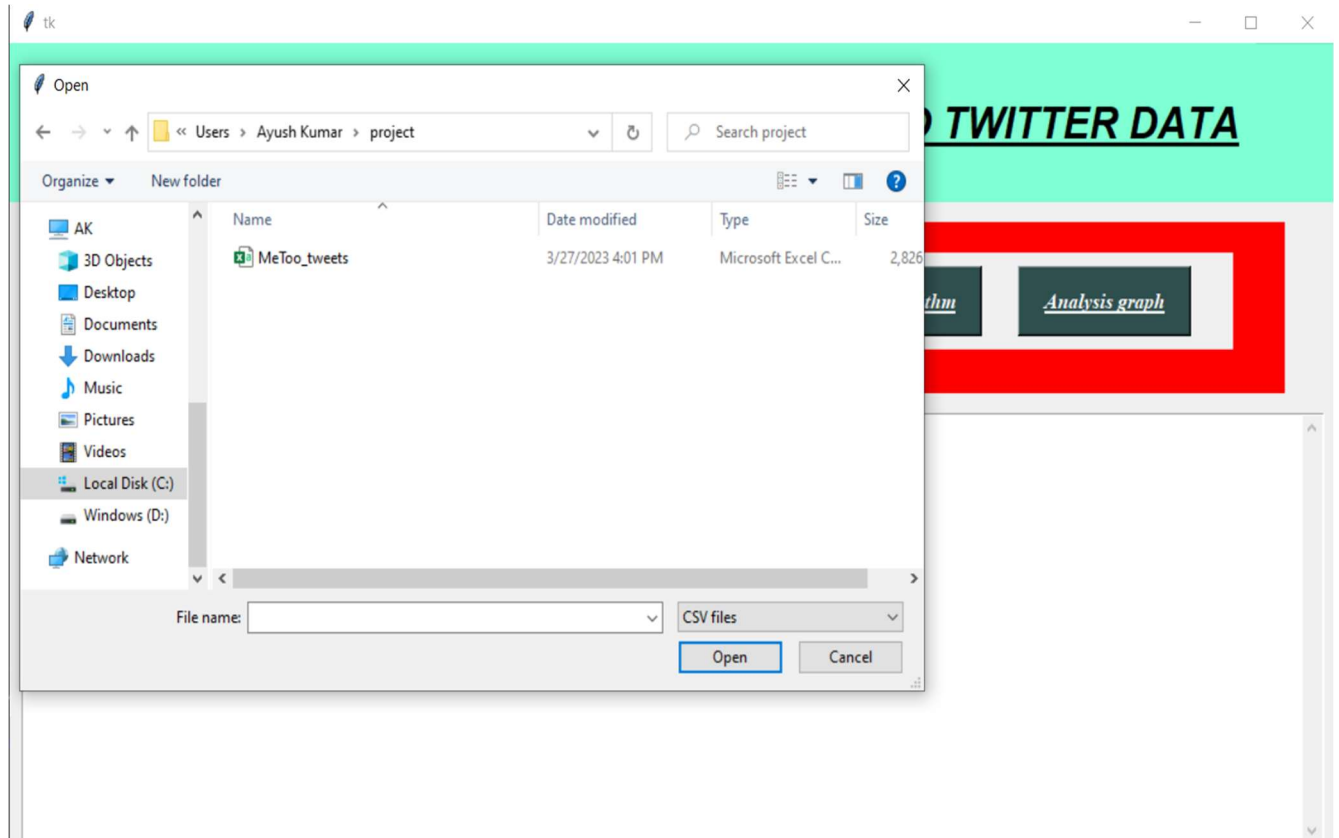 tk
Open
« Users › Ayush Kumar › project
Search project
TWITTER DATA
Organize
New folder
AK
3D Objects
Desktop
Documents
Downloads
Music
Pictures
Videos
Local Disk (C:)
Windows (D:)
Network
Name Date modified Type Size
MeToo_tweets 3/27/2023 4:01 PM Microsoft Excel C... 2,826
thm
Analysis graph
File name:
CSV files
Open
Cancel